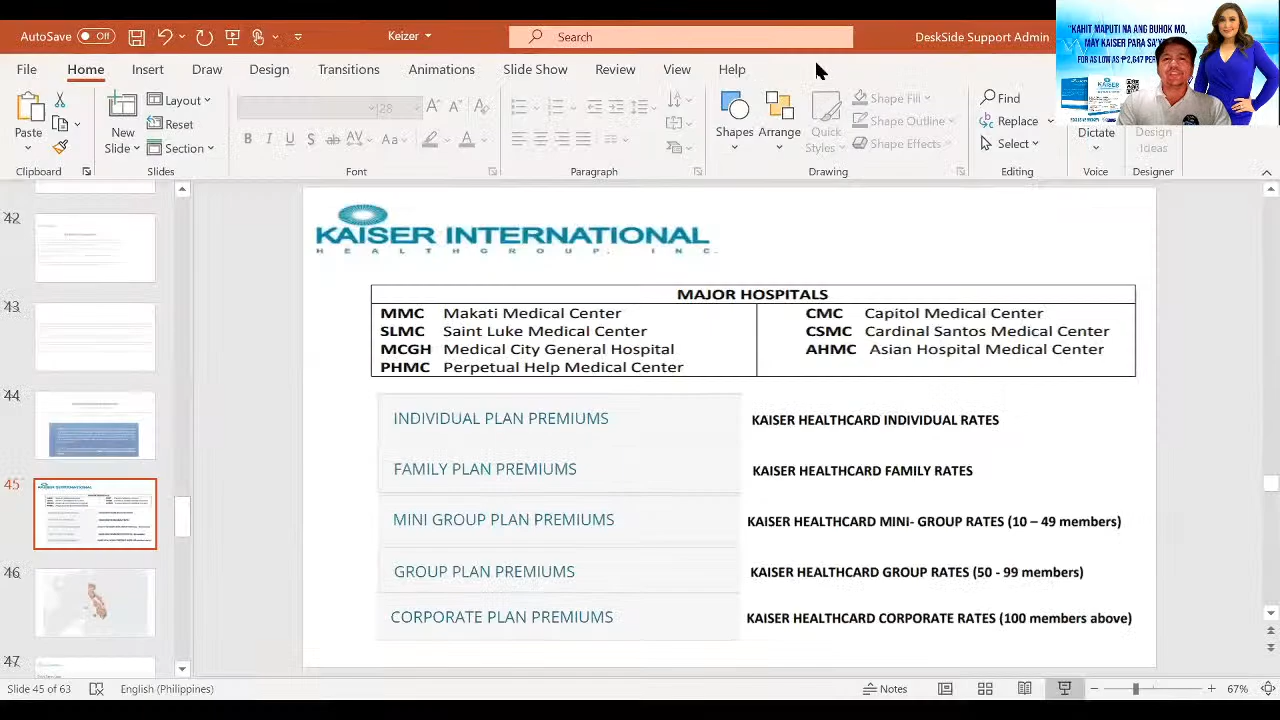 AutoSave Off
Keizer
Search
DeskSide Support Admin
"KAHIT MAPUTI NA ANG BUHOK MO,
MAY KAISER PARA SA'YO
FOR AS LOW AS ₱2,647 PER
KAISER
File Home Insert Draw Design Transitions Animations Slide Show Review View Help
Paste
New
Slide
Layout
Reset
Section
Shapes
Arrange
Quick
Styles
Shape Fill
Shape Outline
Shape Effects
Find
Replace
Select
Dictate
Design
Ideas
Clipboard Slides Font Paragraph Drawing Editing Voice Designer
42
43
44
45
46
47
KAISER INTERNATIONAL
HEALTHGROUP, INC.
MAJOR HOSPITALS
MMC Makati Medical Center
SLMC Saint Luke Medical Center
MCGH Medical City General Hospital
PHMC Perpetual Help Medical Center
CMC Capitol Medical Center
CSMC Cardinal Santos Medical Center
AHMC Asian Hospital Medical Center
INDIVIDUAL PLAN PREMIUMS KAISER HEALTHCARD INDIVIDUAL RATES
FAMILY PLAN PREMIUMS KAISER HEALTHCARD FAMILY RATES
MINI GROUP PLAN PREMIUMS KAISER HEALTHCARD MINI- GROUP RATES (10 – 49 members)
GROUP PLAN PREMIUMS KAISER HEALTHCARD GROUP RATES (50 - 99 members)
CORPORATE PLAN PREMIUMS KAISER HEALTHCARD CORPORATE RATES (100 members above)
Slide 45 of 63 English (Philippines) Notes 67%